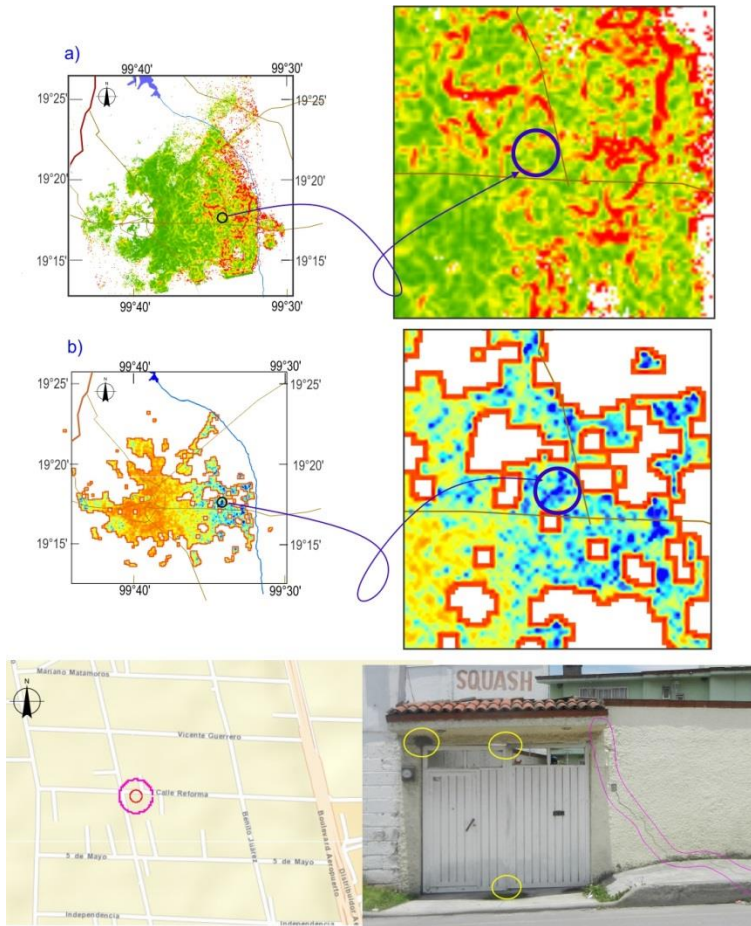 a)
99°40'
99°30'
N
19°25'
19°25'
19°20'
19°20'
19°15'
19°15'
99°40'
99°30'
b)
99°40'
99°30'
N
19°25'
19°25'
19°20'
19°20'
19°15'
19°15'
99°40'
99°30'
N
Mariano Matamoros
Vicente Guerrero
Calle Reforma
Benito Juárez
Boulevard Aeropuerto
5 de Mayo
5 de Mayo
Distribuidor Ae
Independencia
Independencia
SQUASH